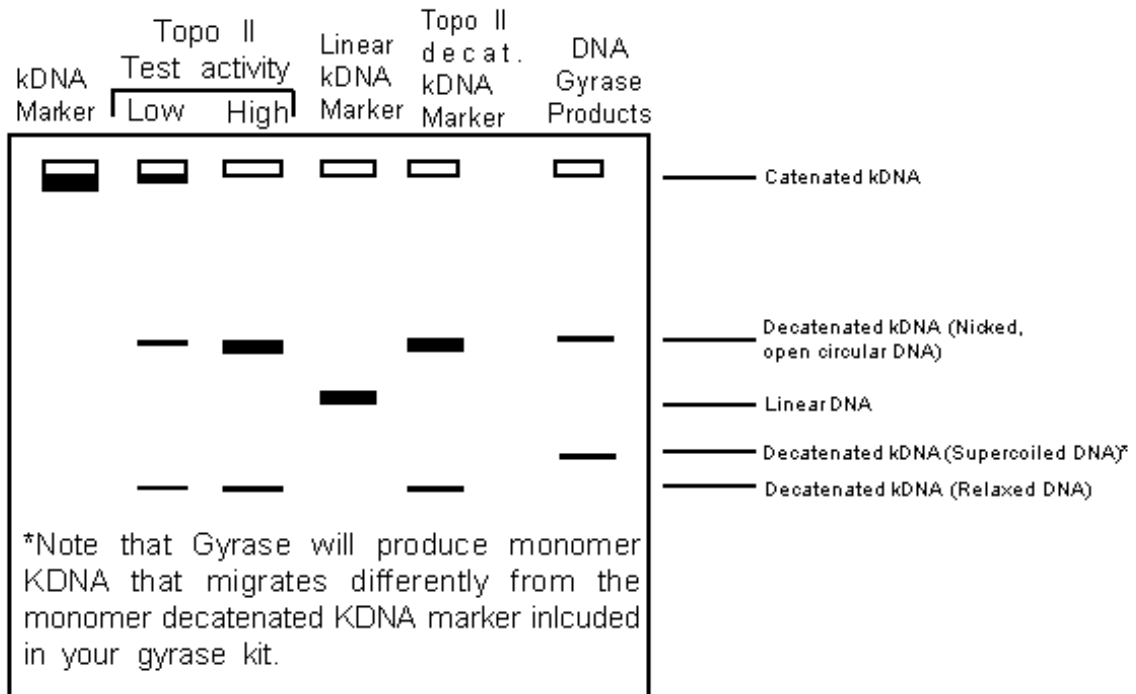 kDNA
Marker
Topo II
Test activity
Low High
Linear
kDNA
Marker
Topo II
decat.
kDNA
Marker
DNA
Gyrase
Products
Catenated kDNA
Decatenated kDNA (Nicked,
open circular DNA)
Linear DNA
Decatenated kDNA (Supercoiled DNA)*
Decatenated kDNA (Relaxed DNA)
*Note that Gyrase will produce monomer
KDNA that migrates differently from the
monomer decatenated KDNA marker inlcuded
in your gyrase kit.